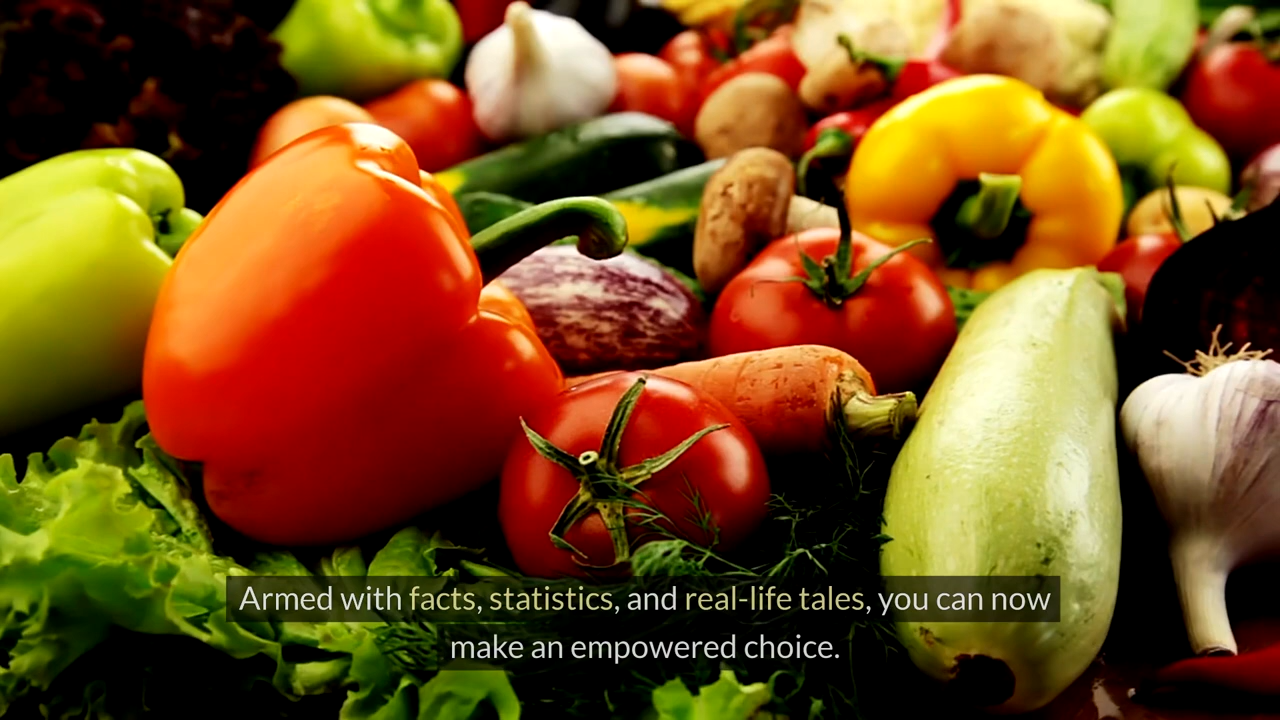 Armed with facts, statistics, and real-life tales, you can now
make an empowered choice.